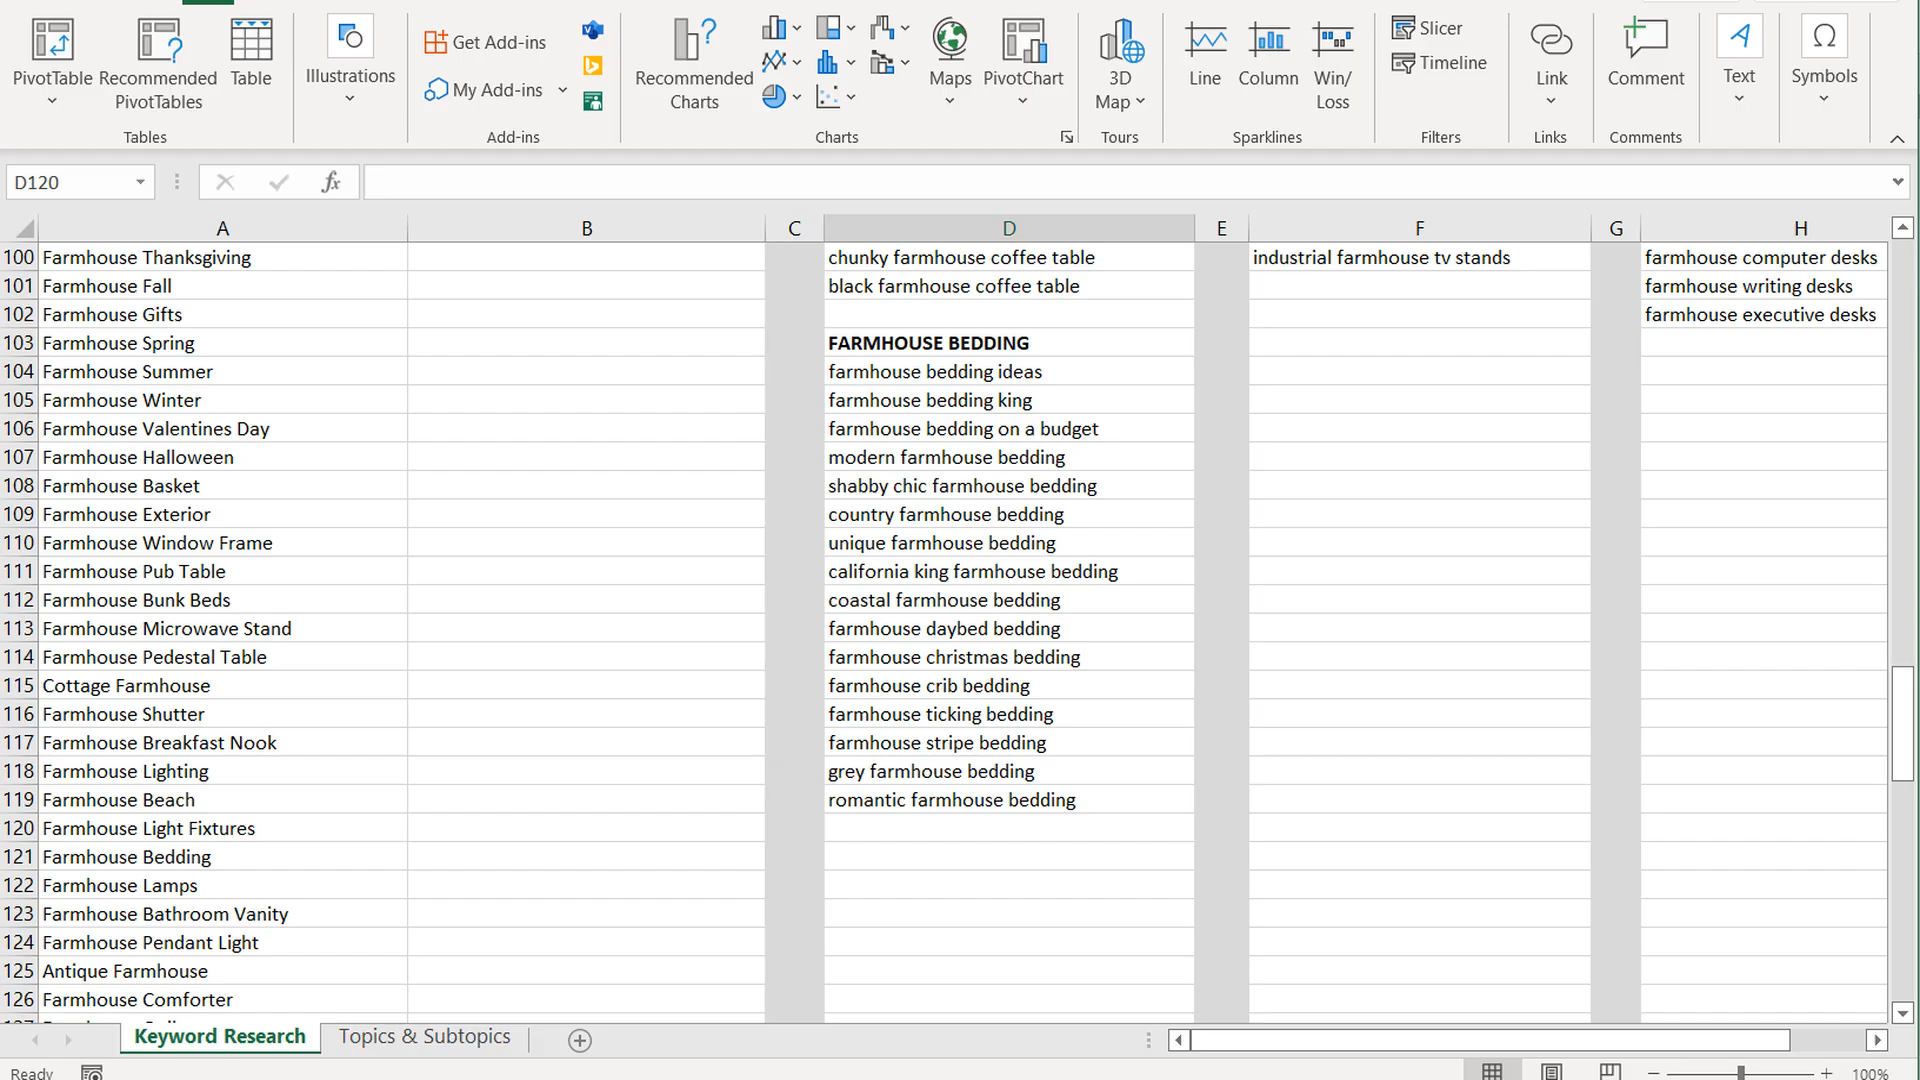 PivotTable
Recommended PivotTables
Table
Illustrations
Get Add-ins
My Add-ins
Recommended Charts
Maps
PivotChart
3D Map
Line
Column
Win/Loss
Slicer
Timeline
Link
Comment
Text
Symbols
Tables
Add-ins
Charts
Tours
Sparklines
Filters
Links
Comments
D120
fx
A B C D E F G H
100 Farmhouse Thanksgiving chunky farmhouse coffee table industrial farmhouse tv stands farmhouse computer desks
101 Farmhouse Fall black farmhouse coffee table farmhouse writing desks
102 Farmhouse Gifts farmhouse executive desks
103 Farmhouse Spring FARMHOUSE BEDDING
104 Farmhouse Summer farmhouse bedding ideas
105 Farmhouse Winter farmhouse bedding king
106 Farmhouse Valentines Day farmhouse bedding on a budget
107 Farmhouse Halloween modern farmhouse bedding
108 Farmhouse Basket shabby chic farmhouse bedding
109 Farmhouse Exterior country farmhouse bedding
110 Farmhouse Window Frame unique farmhouse bedding
111 Farmhouse Pub Table california king farmhouse bedding
112 Farmhouse Bunk Beds coastal farmhouse bedding
113 Farmhouse Microwave Stand farmhouse daybed bedding
114 Farmhouse Pedestal Table farmhouse christmas bedding
115 Cottage Farmhouse farmhouse crib bedding
116 Farmhouse Shutter farmhouse ticking bedding
117 Farmhouse Breakfast Nook farmhouse stripe bedding
118 Farmhouse Lighting grey farmhouse bedding
119 Farmhouse Beach romantic farmhouse bedding
120 Farmhouse Light Fixtures
121 Farmhouse Bedding
122 Farmhouse Lamps
123 Farmhouse Bathroom Vanity
124 Farmhouse Pendant Light
125 Antique Farmhouse
126 Farmhouse Comforter
Keyword Research Topics & Subtopics
Ready 100%